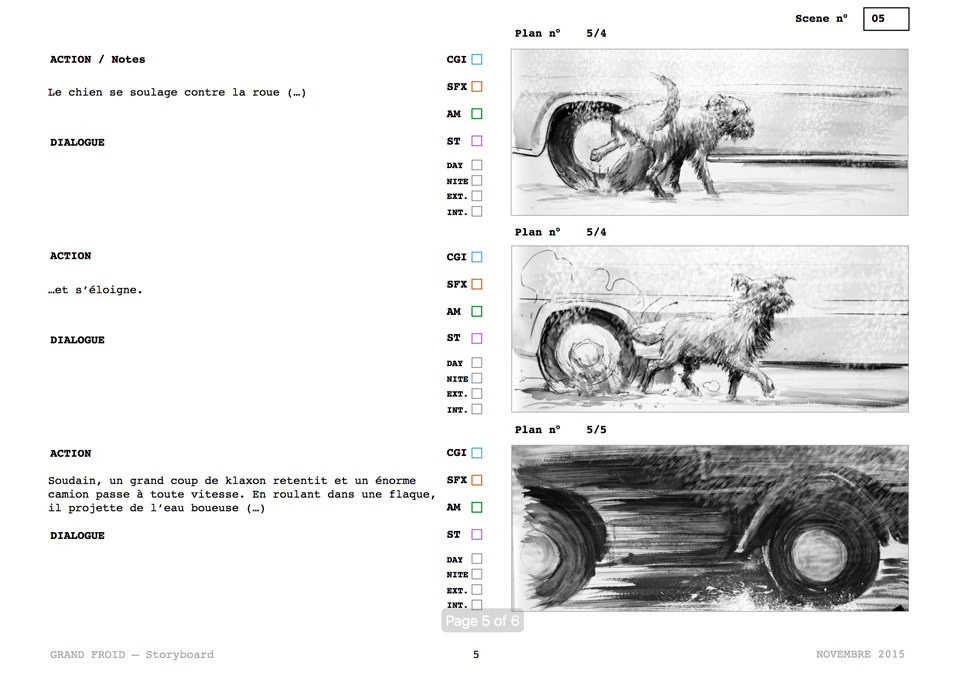 Scene nº 05
Plan nº 5/4
ACTION / Notes
Le chien se soulage contre la roue (…)
DIALOGUE
CGI
SFX
AM
ST
DAY
NITE
EXT.
INT.
Plan nº 5/4
ACTION
…et s’éloigne.
DIALOGUE
CGI
SFX
AM
ST
DAY
NITE
EXT.
INT.
Plan nº 5/5
ACTION
Soudain, un grand coup de klaxon retentit et un énorme
camion passe à toute vitesse. En roulant dans une flaque,
il projette de l’eau boueuse (…)
DIALOGUE
CGI
SFX
AM
ST
DAY
NITE
EXT.
INT.
Page 5 of 6
GRAND FROID – Storyboard
5
NOVEMBRE 2015